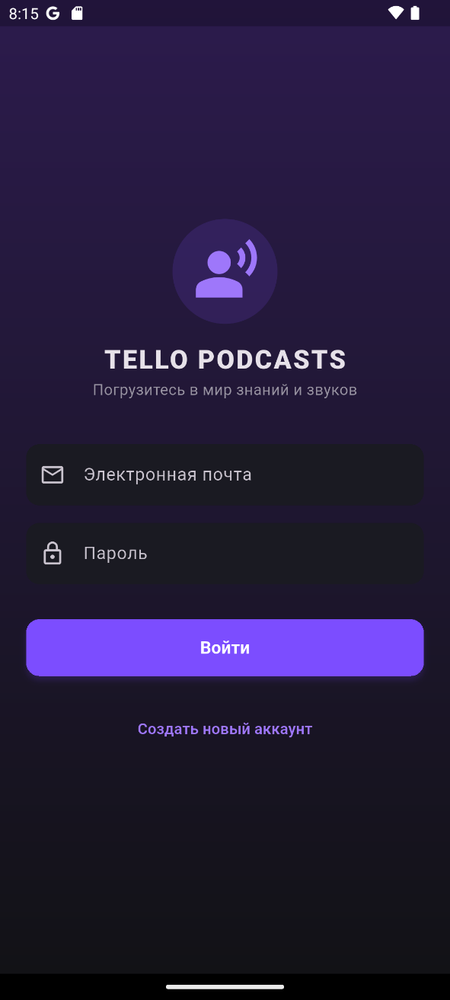 8:15
TELLO PODCASTS
Погрузитесь в мир знаний и звуков
Электронная почта
Пароль
Войти
Создать новый аккаунт